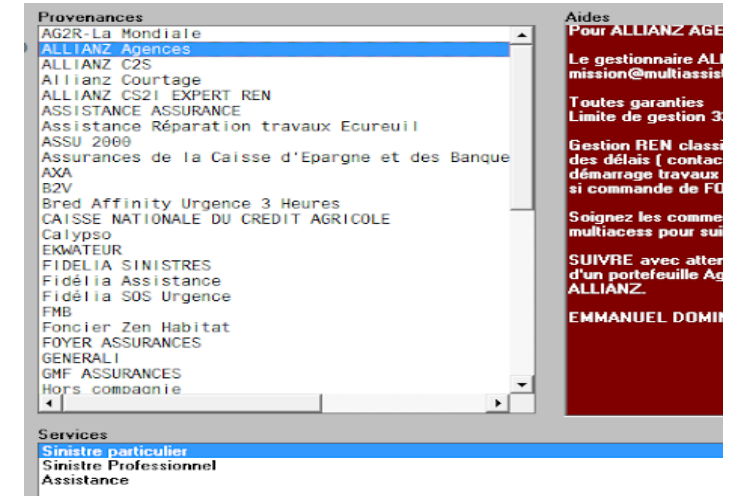 Provenances
AG2R-La Mondiale
ALLIANZ Agences
ALLIANZ C2S
Allianz Courtage
ALLIANZ CS2I EXPERT REN
ASSISTANCE ASSURANCE
Assistance Réparation travaux Ecureuil
ASSU 2000
Assurances de la Caisse d'Epargne et des Banque
AXA
B2V
Bred Affinity Urgence 3 Heures
CAISSE NATIONALE DU CREDIT AGRICOLE
Calypso
EKWATEUR
FIDELIA SINISTRES
Fidélia Assistance
Fidélia SOS Urgence
FMB
Foncier Zen Habitat
FOYER ASSURANCES
GENERALI
GMF ASSURANCES
Hors compagnie
Aides
Pour ALLIANZ AGE
Le gestionnaire ALL
mission@multiassis
Toutes garanties
Limite de gestion 3
Gestion REN classi
des délais ( contac
démarrage travaux
si commande de FO
Soignez les comme
multiacess pour sui
SUIVRE avec atten
d'un portefeuille Ag
ALLIANZ.
EMMANUEL DOMI
Services
Sinistre particulier
Sinistre Professionnel
Assistance